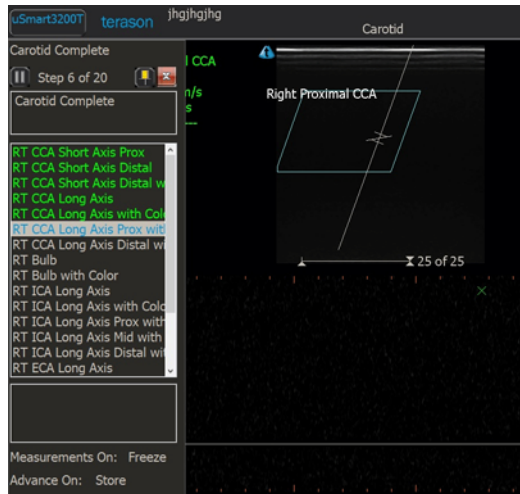 uSmart3200T terason jhgjhgjhg
Carotid
Carotid Complete
Step 6 of 20
Carotid Complete
RT CCA Short Axis Prox
RT CCA Short Axis Distal
RT CCA Short Axis Distal w
RT CCA Long Axis
RT CCA Long Axis with Col
RT CCA Long Axis Prox wit
RT CCA Long Axis Distal wi
RT Bulb
RT Bulb with Color
RT ICA Long Axis
RT ICA Long Axis with Colo
RT ICA Long Axis Prox with
RT ICA Long Axis Mid with
RT ICA Long Axis Distal wit
RT ECA Long Axis
Measurements On: Freeze
Advance On: Store
l CCA
/s
s
---
Right Proximal CCA
25 of 25